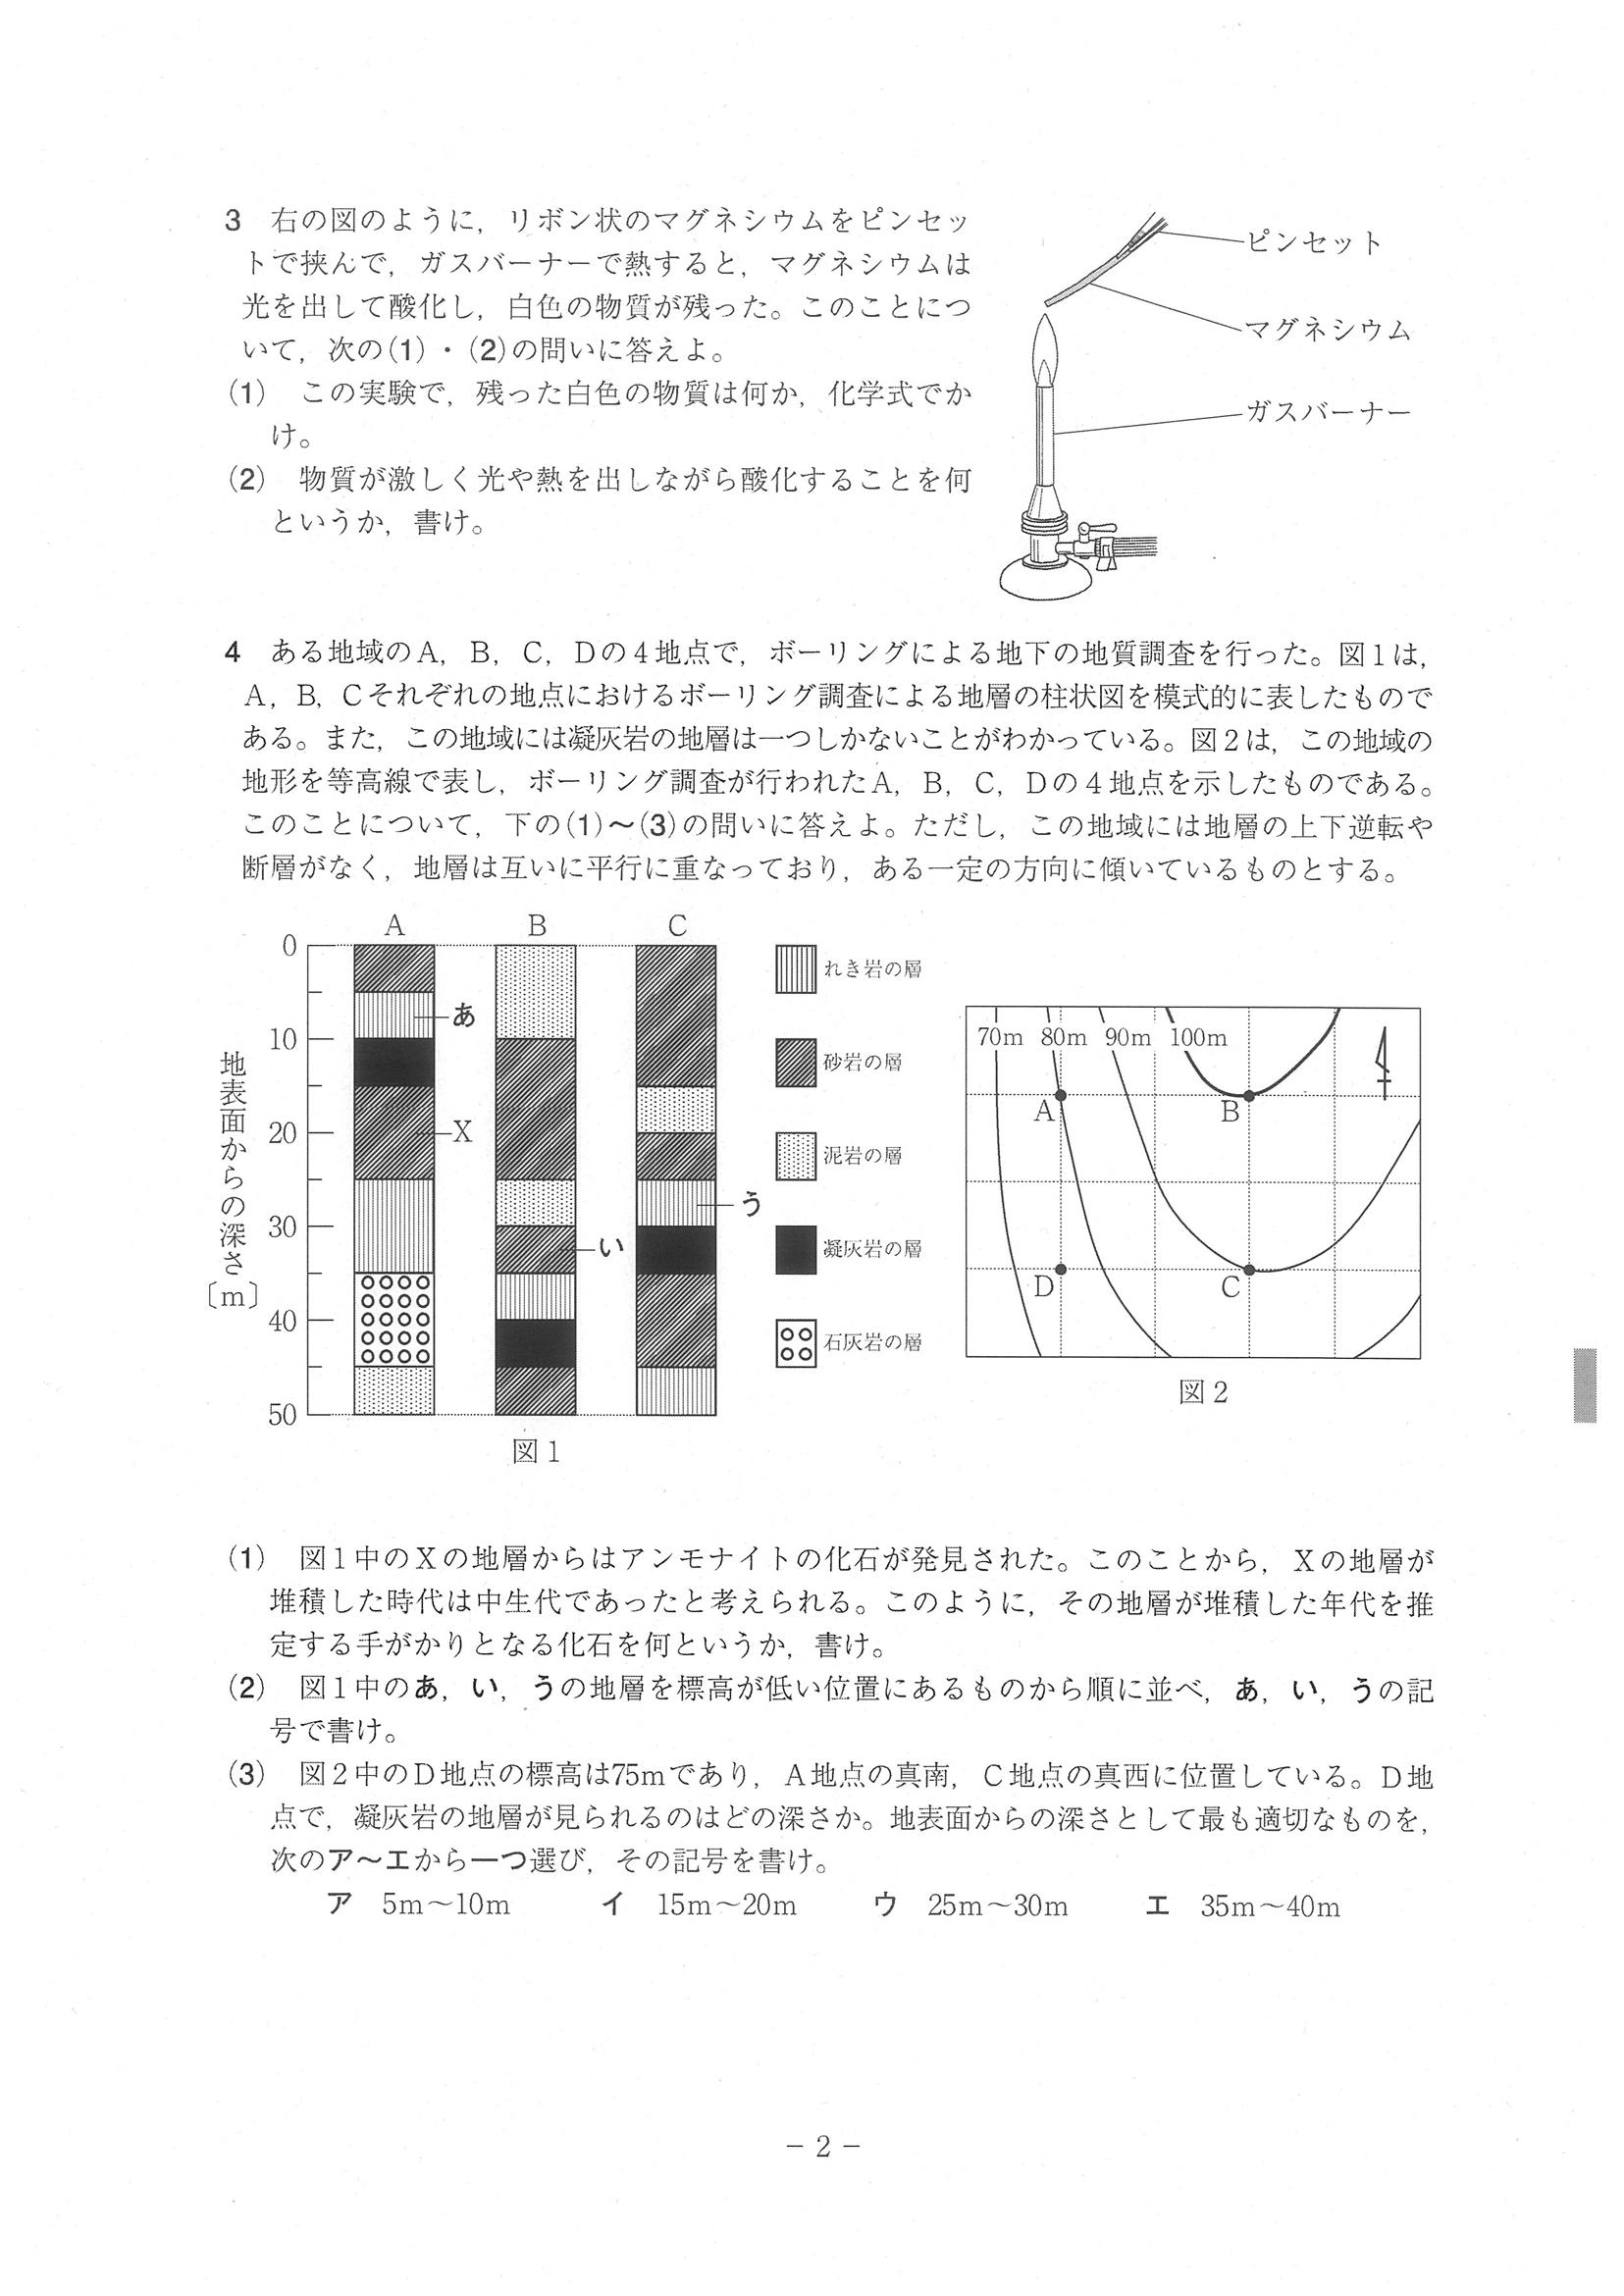 3　右の図のように，リボン状のマグネシウムをピンセッ
トで挟んで，ガスバーナーで熱すると，マグネシウムは
光を出して酸化し，白色の物質が残った。このことにつ
いて，次の(1)・(2)の問いに答えよ。
(1)　この実験で，残った白色の物質は何か，化学式でか
け。
(2)　物質が激しく光や熱を出しながら酸化することを何
というか，書け。
ピンセット
マグネシウム
ガスバーナー
4　ある地域のA，B，C，Dの4地点で，ボーリングによる地下の地質調査を行った。図1は，
A，B，Cそれぞれの地点におけるボーリング調査による地層の柱状図を模式的に表したもので
ある。また，この地域には凝灰岩の地層は一つしかないことがわかっている。図2は，この地域の
地形を等高線で表し，ボーリング調査が行われたA，B，C，Dの4地点を示したものである。
このことについて，下の(1)～(3)の問いに答えよ。ただし，この地域には地層の上下逆転や
断層がなく，地層は互いに平行に重なっており，ある一定の方向に傾いているものとする。
A　B　C
0
10
20
30
40
50
地表面からの深さ〔m〕
あ
X
い
う
れき岩の層
砂岩の層
泥岩の層
凝灰岩の層
石灰岩の層
図1
70m　80m　90m　100m
A　B
D　C
図2
(1)　図1中のXの地層からはアンモナイトの化石が発見された。このことから，Xの地層が
堆積した時代は中生代であったと考えられる。このように，その地層が堆積した年代を推
定する手がかりとなる化石を何というか，書け。
(2)　図1中のあ，い，うの地層を標高が低い位置にあるものから順に並べ，あ，い，うの記
号で書け。
(3)　図2中のD地点の標高は75mであり，A地点の真南，C地点の真西に位置している。D地
点で，凝灰岩の地層が見られるのはどの深さか。地表面からの深さとして最も適切なものを，
次のア～エから一つ選び，その記号を書け。
ア　5m～10m　イ　15m～20m　ウ　25m～30m　エ　35m～40m
－2－